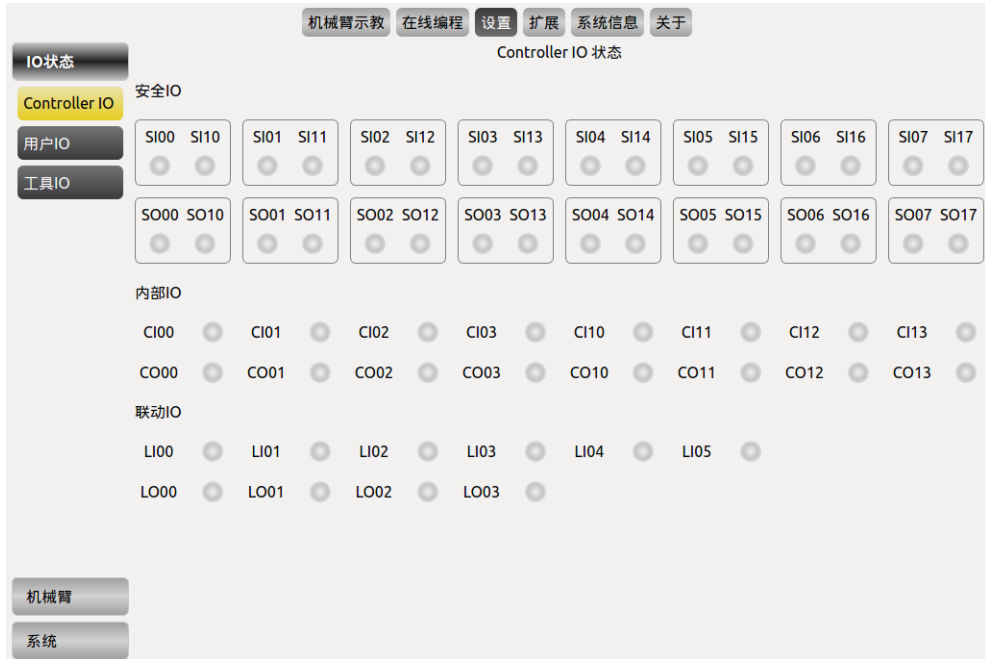 机械臂示教 在线编程 设置 扩展 系统信息 关于
Controller IO 状态
IO状态
Controller IO
用户IO
工具IO
安全IO
SI00 SI10 SI01 SI11 SI02 SI12 SI03 SI13 SI04 SI14 SI05 SI15 SI06 SI16 SI07 SI17
SO00 SO10 SO01 SO11 SO02 SO12 SO03 SO13 SO04 SO14 SO05 SO15 SO06 SO16 SO07 SO17
内部IO
CI00 CI01 CI02 CI03 CI10 CI11 CI12 CI13
CO00 CO01 CO02 CO03 CO10 CO11 CO12 CO13
联动IO
LI00 LI01 LI02 LI03 LI04 LI05
LO00 LO01 LO02 LO03
机械臂
系统